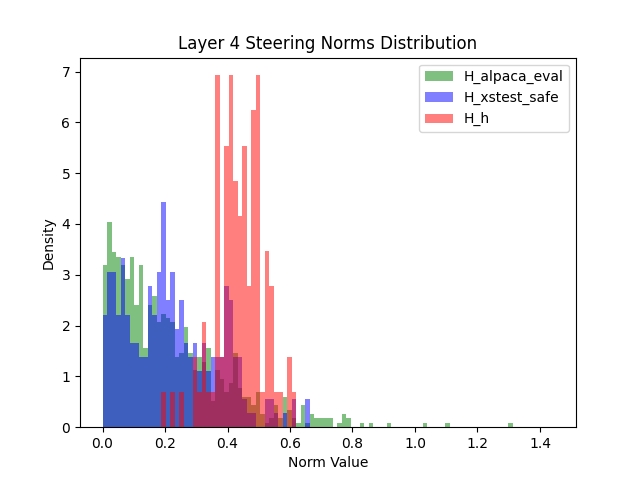 Layer 4 Steering Norms Distribution
H_alpaca_eval
H_xstest_safe
H_h
Density
7
6
5
4
3
2
1
0
0.0 0.2 0.4 0.6 0.8 1.0 1.2 1.4
Norm Value